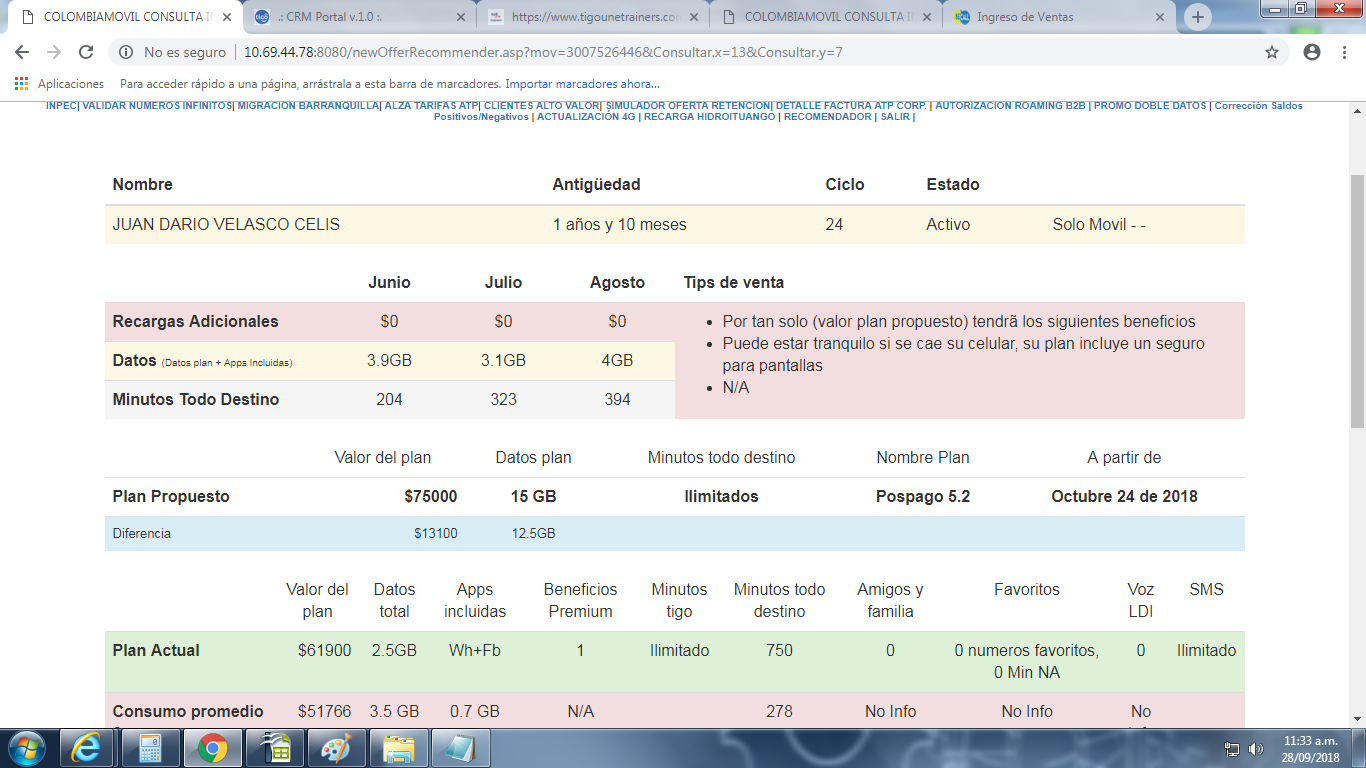 COLOMBIAMOVIL CONSULTA IN
.: CRM Portal v.1.0 :.
https://www.tigounetrainers.con
COLOMBIAMOVIL CONSULTA IN
Ingreso de Ventas
No es seguro | 10.69.44.78:8080/newOfferRecommender.asp?mov=3007526446&Consultar.x=13&Consultar.y=7
Aplicaciones Para acceder rápido a una página, arrástrala a esta barra de marcadores. Importar marcadores ahora...
INPEC| VALIDAR NUMEROS INFINITOS| MIGRACION BARRANQUILLA| ALZA TARIFAS ATP| CLIENTES ALTO VALOR| SIMULADOR OFERTA RETENCION| DETALLE FACTURA ATP CORP. | AUTORIZACION ROAMING B2B | PROMO DOBLE DATOS | Corrección Saldos
Positivos/Negativos | ACTUALIZACIÓN 4G | RECARGA HIDROITUANGO | RECOMENDADOR | SALIR |
Nombre Antigüedad Ciclo Estado
JUAN DARIO VELASCO CELIS 1 años y 10 meses 24 Activo Solo Movil - -
Junio Julio Agosto Tips de venta
Recargas Adicionales $0 $0 $0
Datos (Datos plan + Apps Incluidas) 3.9GB 3.1GB 4GB
Minutos Todo Destino 204 323 394
• Por tan solo (valor plan propuesto) tendrã los siguientes beneficios
• Puede estar tranquilo si se cae su celular, su plan incluye un seguro
para pantallas
• N/A
Valor del plan Datos plan Minutos todo destino Nombre Plan A partir de
Plan Propuesto $75000 15 GB Ilimitados Pospago 5.2 Octubre 24 de 2018
Diferencia $13100 12.5GB
Valor del Datos Apps Beneficios Minutos Minutos todo Amigos y Favoritos Voz SMS
plan total incluidas Premium tigo destino familia LDI
Plan Actual $61900 2.5GB Wh+Fb 1 Ilimitado 750 0 0 numeros favoritos, 0 Ilimitado
0 Min NA
Consumo promedio $51766 3.5 GB 0.7 GB N/A 278 No Info No Info No
11:33 a.m.
28/09/2018